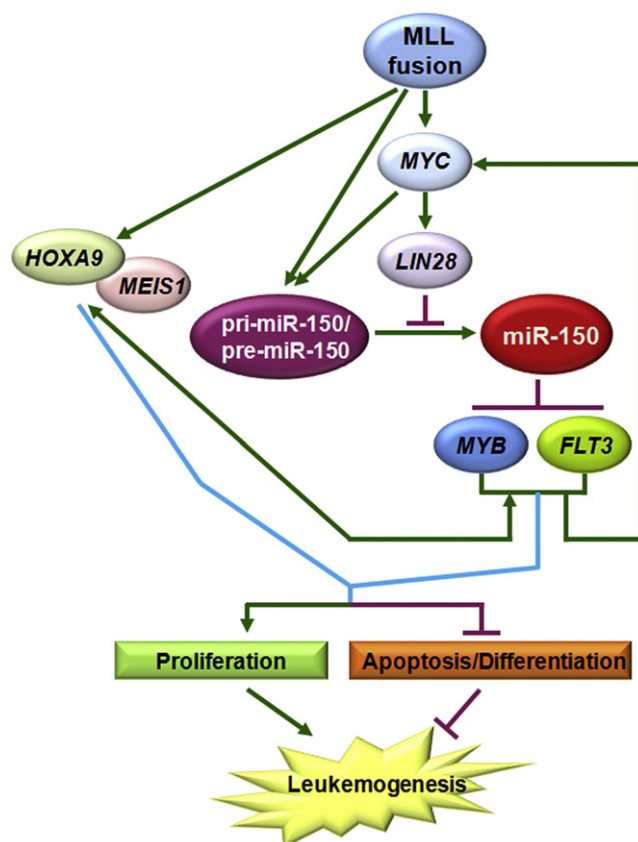 MLL
fusion
MYC
HOXA9
MEIS1
LIN28
pri-miR-150/
pre-miR-150
miR-150
MYB
FLT3
Proliferation
Apoptosis/Differentiation
Leukemogenesis